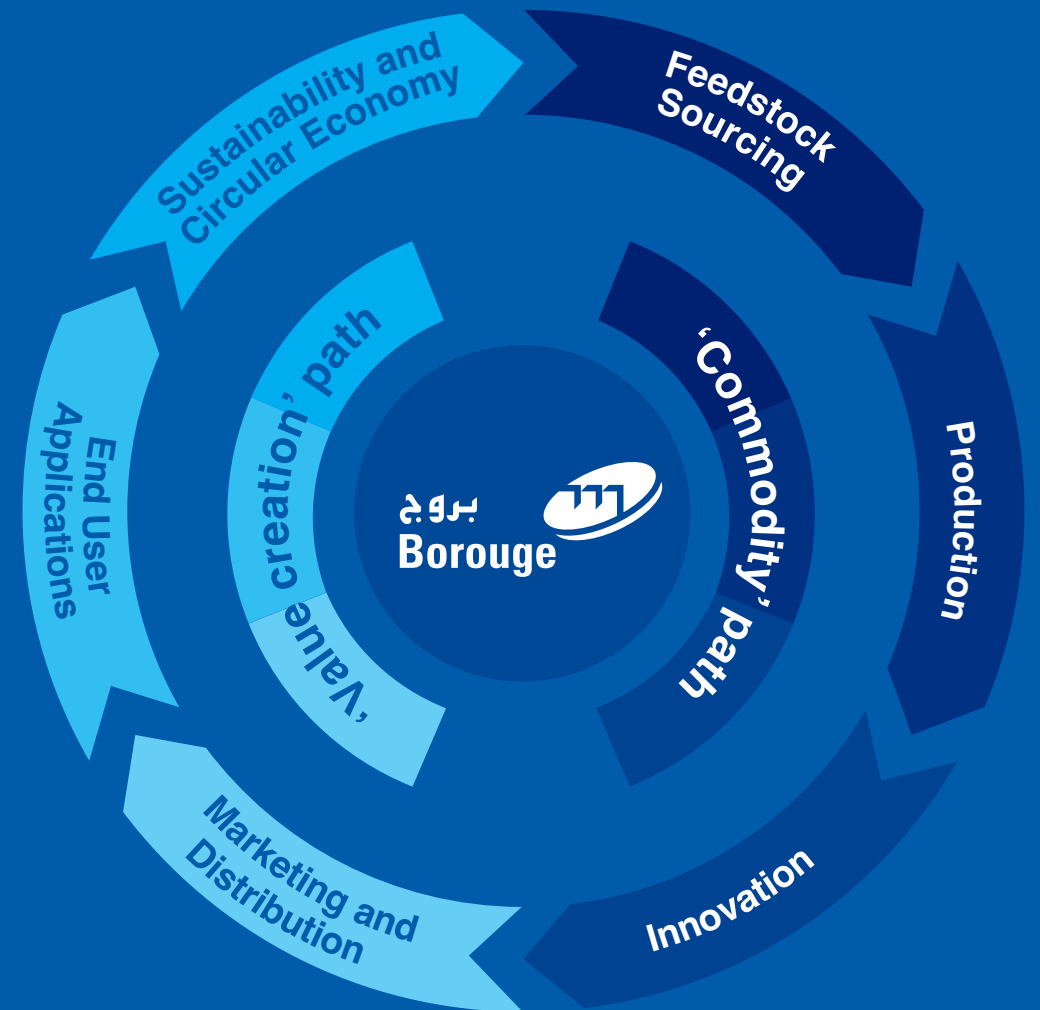 Feedstock
Sourcing
Production
Innovation
Marketing and
Distribution
End User
Applications
Sustainability and
Circular Economy
‘Commodity’ path
‘Value creation’ path
بروج
Borouge